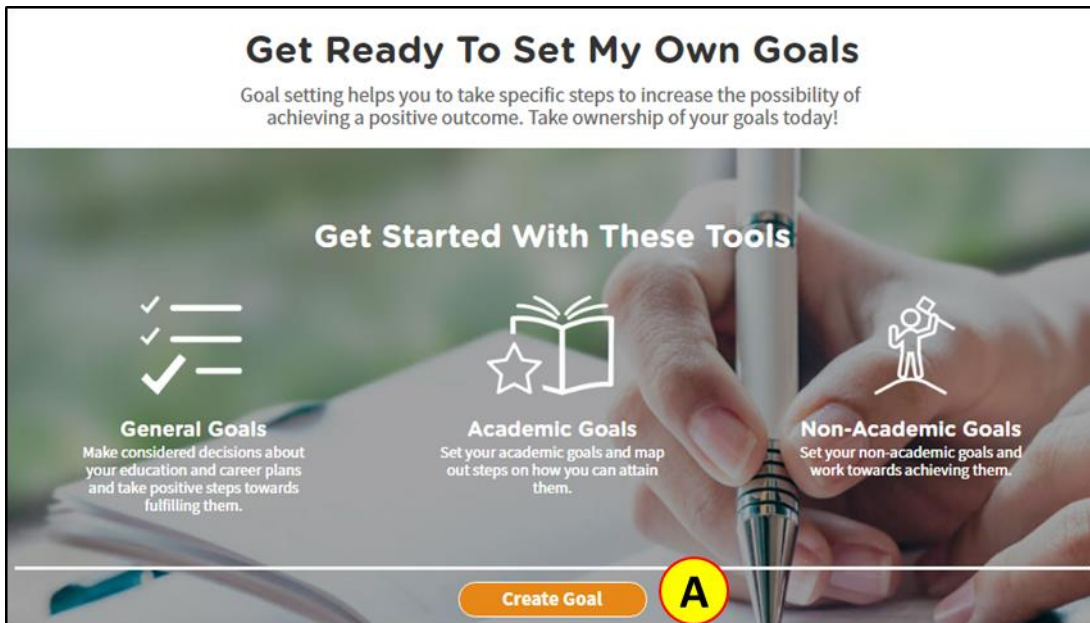 Get Ready To Set My Own Goals
Goal setting helps you to take specific steps to increase the possibility of
achieving a positive outcome. Take ownership of your goals today!
Get Started With These Tools
General Goals
Make considered decisions about
your education and career plans
and take positive steps towards
fulfilling them.
Academic Goals
Set your academic goals and map
out steps on how you can attain
them.
Non-Academic Goals
Set your non-academic goals and
work towards achieving them.
Create Goal
A